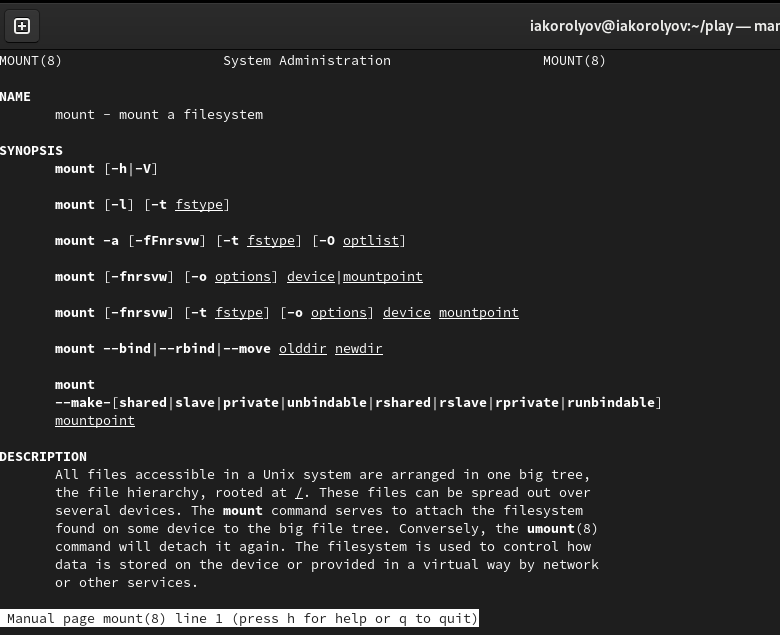 iakorolyov@iakorolyov:~/play — mar
MOUNT(8) System Administration MOUNT(8)
NAME
mount - mount a filesystem
SYNOPSIS
mount [-h|-V]
mount [-l] [-t fstype]
mount -a [-fFnrsvw] [-t fstype] [-O optlist]
mount [-fnrsvw] [-o options] device|mountpoint
mount [-fnrsvw] [-t fstype] [-o options] device mountpoint
mount --bind|--rbind|--move olddir newdir
mount
--make-[shared|slave|private|unbindable|rshared|rslave|rprivate|runbindable]
mountpoint
DESCRIPTION
All files accessible in a Unix system are arranged in one big tree,
the file hierarchy, rooted at /. These files can be spread out over
several devices. The mount command serves to attach the filesystem
found on some device to the big file tree. Conversely, the umount(8)
command will detach it again. The filesystem is used to control how
data is stored on the device or provided in a virtual way by network
or other services.
Manual page mount(8) line 1 (press h for help or q to quit)